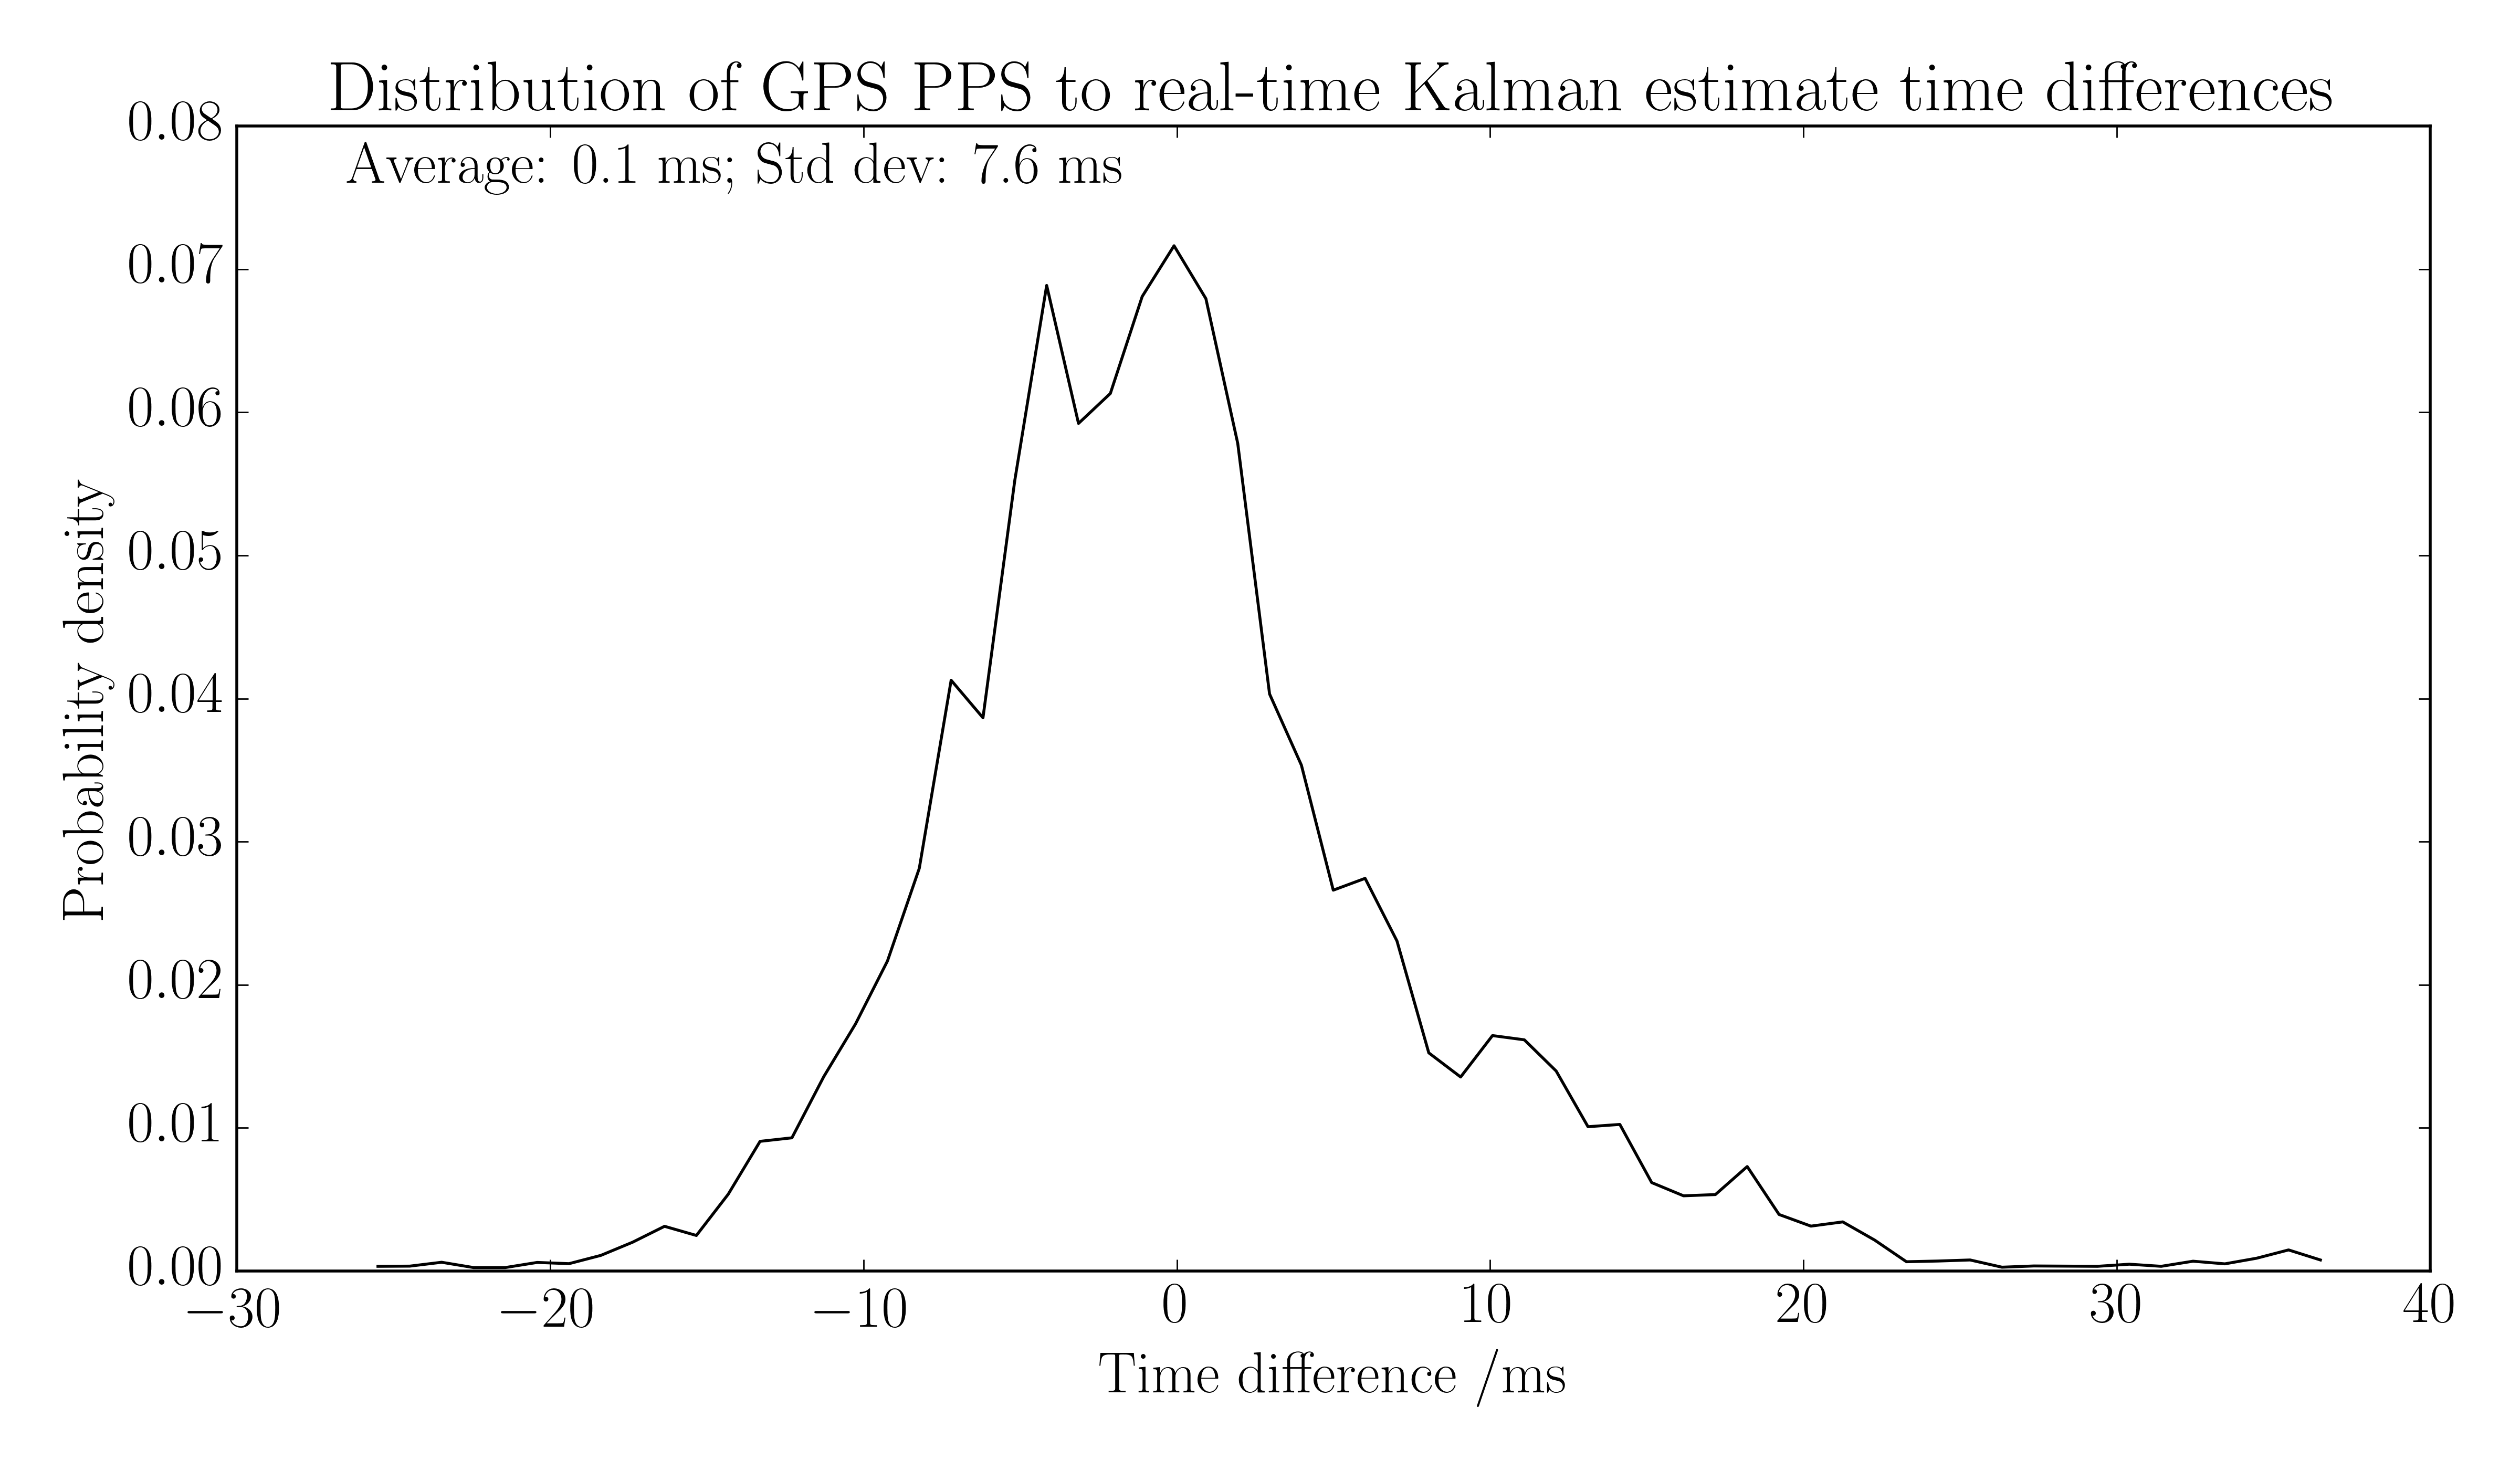 Distribution of GPS PPS to real-time Kalman estimate time differences
Average: 0.1 ms; Std dev: 7.6 ms
0.08
0.07
0.06
0.05
0.04
0.03
0.02
0.01
0.00
Probability density
−30 −20 −10 0 10 20 30 40
Time difference /ms